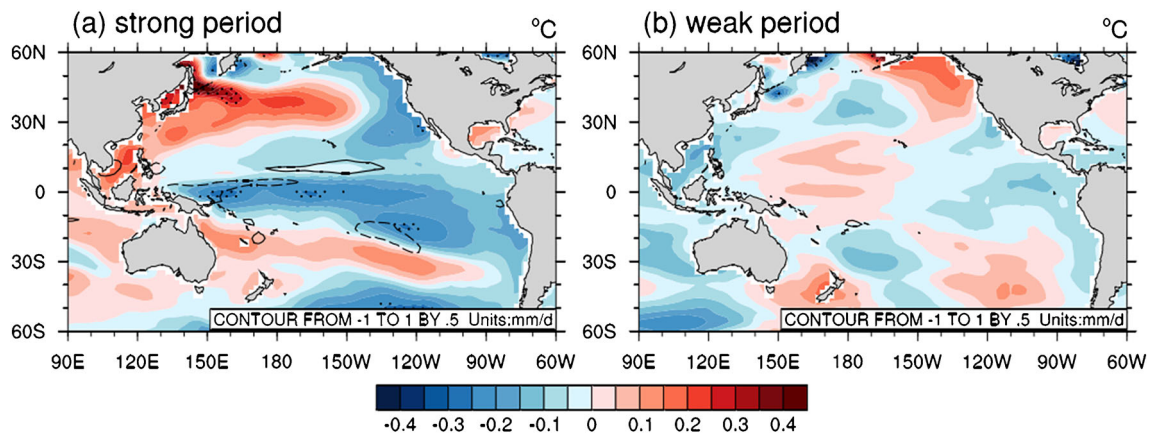 (a) strong period
°C
(b) weak period
°C
60N
30N
0
30S
60S
CONTOUR FROM -1 TO 1 BY .5 Units:mm/d
90E 120E 150E 180 150W 120W 90W 60W
60N
30N
0
30S
60S
CONTOUR FROM -1 TO 1 BY .5 Units:mm/d
90E 120E 150E 180 150W 120W 90W 60W
-0.4 -0.3 -0.2 -0.1 0 0.1 0.2 0.3 0.4